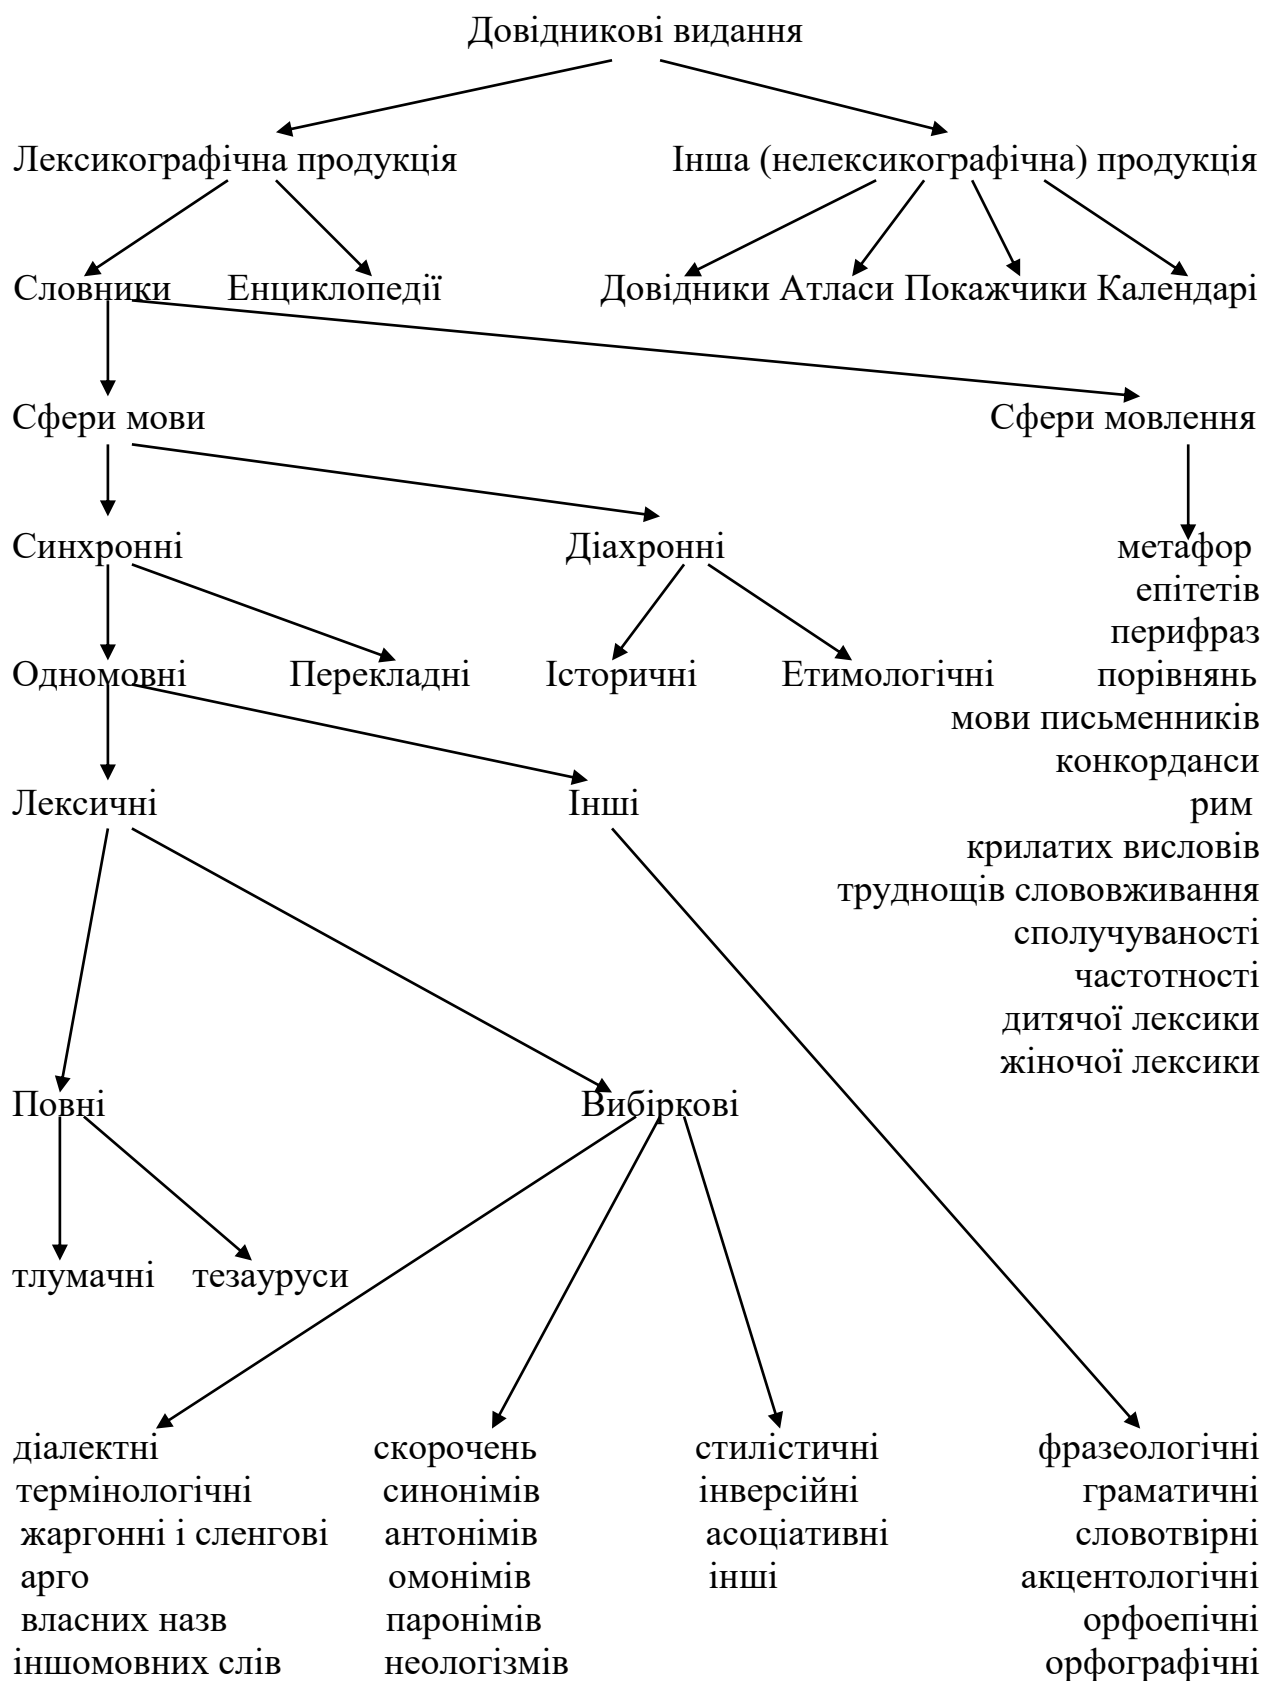 Довідникові видання
Лексикографічна продукція Інша (нелексикографічна) продукція
Словники Енциклопедії Довідники Атласи Покажчики Календарі
Сфери мови Сфери мовлення
Синхронні Діахронні метафор
епітетів
перифраз
Одномовні Перекладні Історичні Етимологічні порівнянь
мови письменників
конкорданси
Лексичні Інші рим
крилатих висловів
труднощів слововживання
сполучуваності
частотності
дитячої лексики
жіночої лексики
Повні Вибіркові
тлумачні тезауруси
діалектні скорочень стилістичні фразеологічні
термінологічні синонімів інверсійні граматичні
жаргонні і сленгові антонімів асоціативні словотвірні
арго омонімів інші акцентологічні
власних назв паронімів орфоепічні
іншомовних слів неологізмів орфографічні